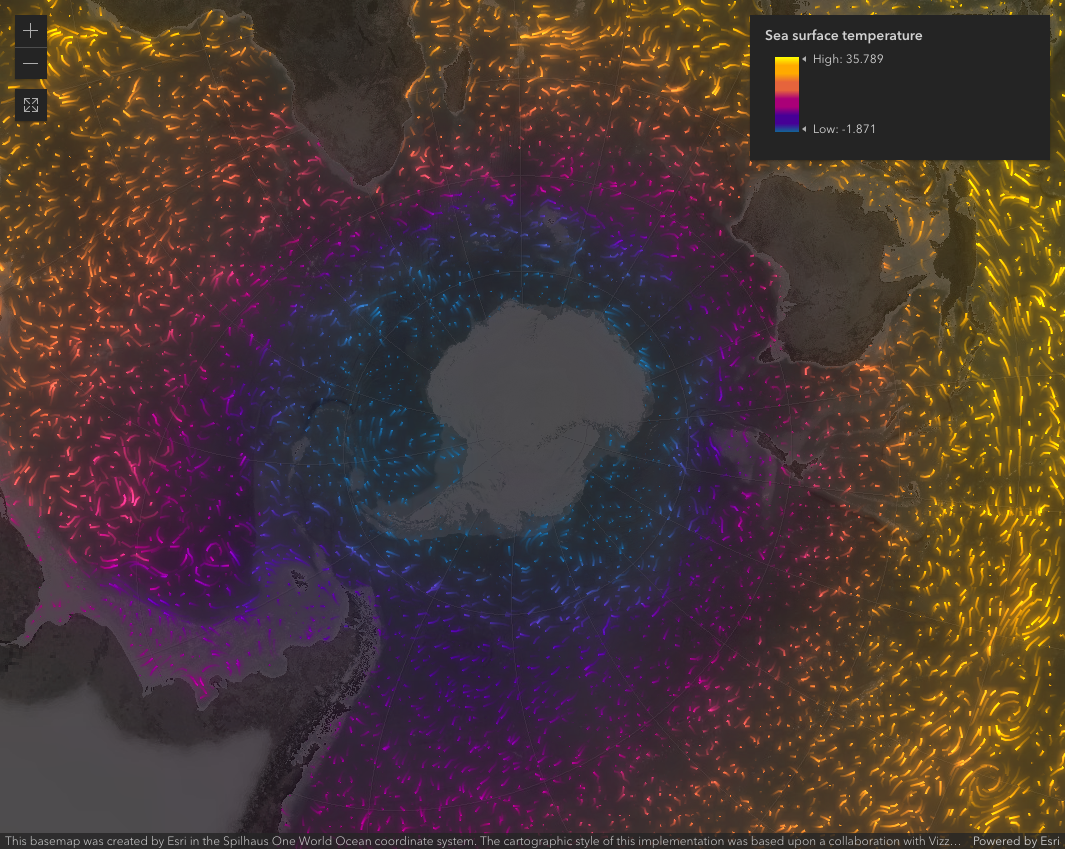 Sea surface temperature
High: 35.789
Low: -1.871
This basemap was created by Esri in the Spilhaus One World Ocean coordinate system. The cartographic style of this implementation was based upon a collaboration with Vizz… Powered by Esri